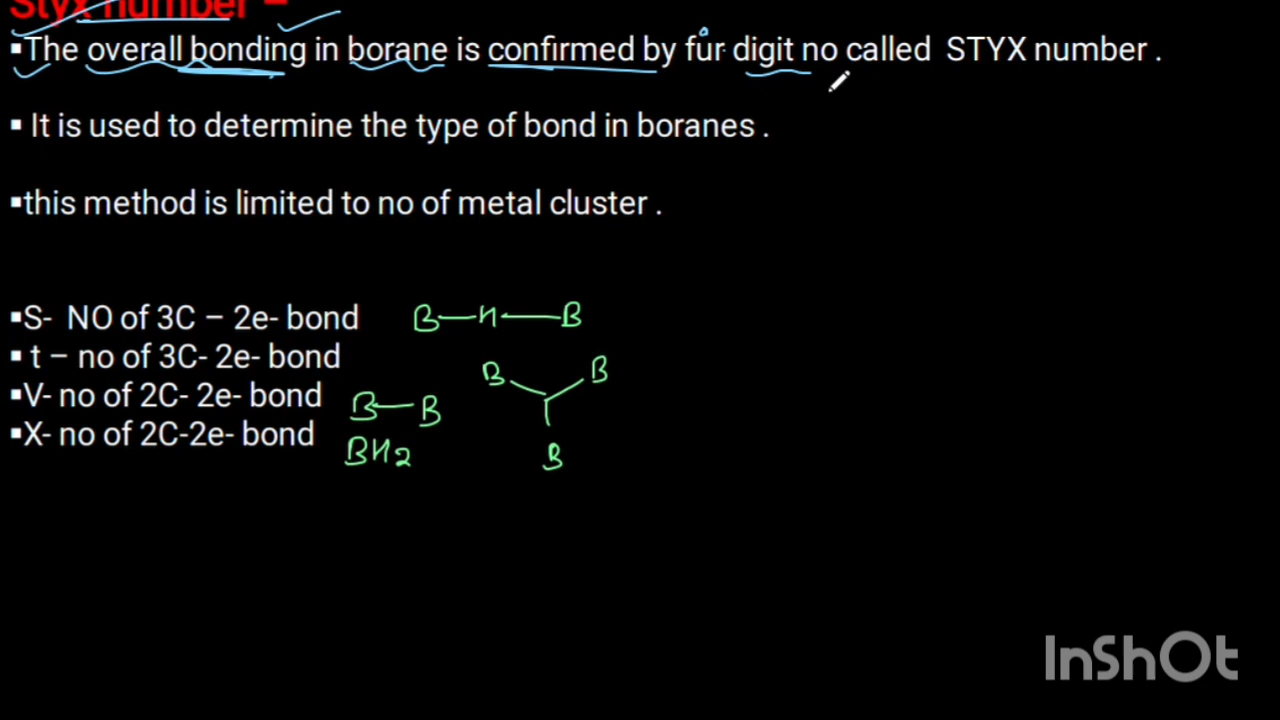 Styx number –
▪The overall bonding in borane is confirmed by fur digit no called STYX number .
▪ It is used to determine the type of bond in boranes .
▪this method is limited to no of metal cluster .
▪S- NO of 3C – 2e- bond B—H—B
▪ t – no of 3C- 2e- bond B B
▪V- no of 2C- 2e- bond B—B
▪X- no of 2C-2e- bond BH2 B
InShOt